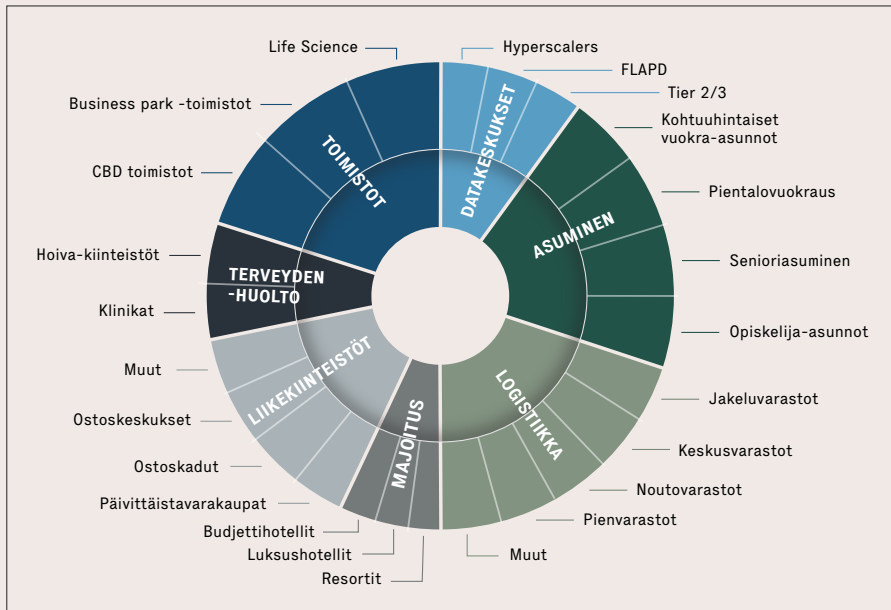 Life Science
Business park -toimistot
CBD toimistot
Hoiva-kiinteistöt
Klinikat
Muut
Ostoskeskukset
Ostoskadut
Päivittäistavarakaupat
Budjettihotellit
Luksushotellit
Resortit
Hyperscalers
FLAPD
Tier 2/3
Kohtuuhintaiset
vuokra-asunnot
Pientalovuokraus
Senioriasuminen
Opiskelija-asunnot
Jakeluvarastot
Keskusvarastot
Noutovarastot
Pienvarastot
Muut
TOIMISTOT
DATAKESKUKSET
ASUMINEN
TERVEYDEN
-HUOLTO
LIIKEKIINTEISTÖT
MAJOITUS
LOGISTIIKKA